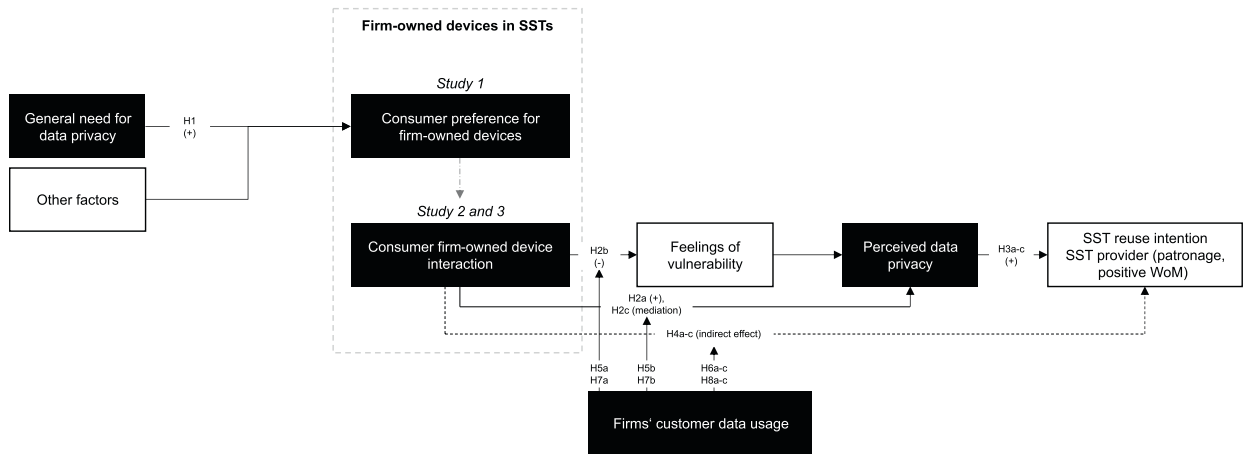 Firm-owned devices in SSTs
Study 1
General need for
data privacy
H1
(+)
Consumer preference for
firm-owned devices
Other factors
Study 2 and 3
Consumer firm-owned device
interaction
H2b
(-)
Feelings of
vulnerability
Perceived data
privacy
H3a-c
(+)
SST reuse intention
SST provider (patronage,
positive WoM)
H2a (+),
H2c (mediation)
H4a-c (indirect effect)
H5a
H7a
H5b
H7b
H6a-c
H8a-c
Firms‘ customer data usage